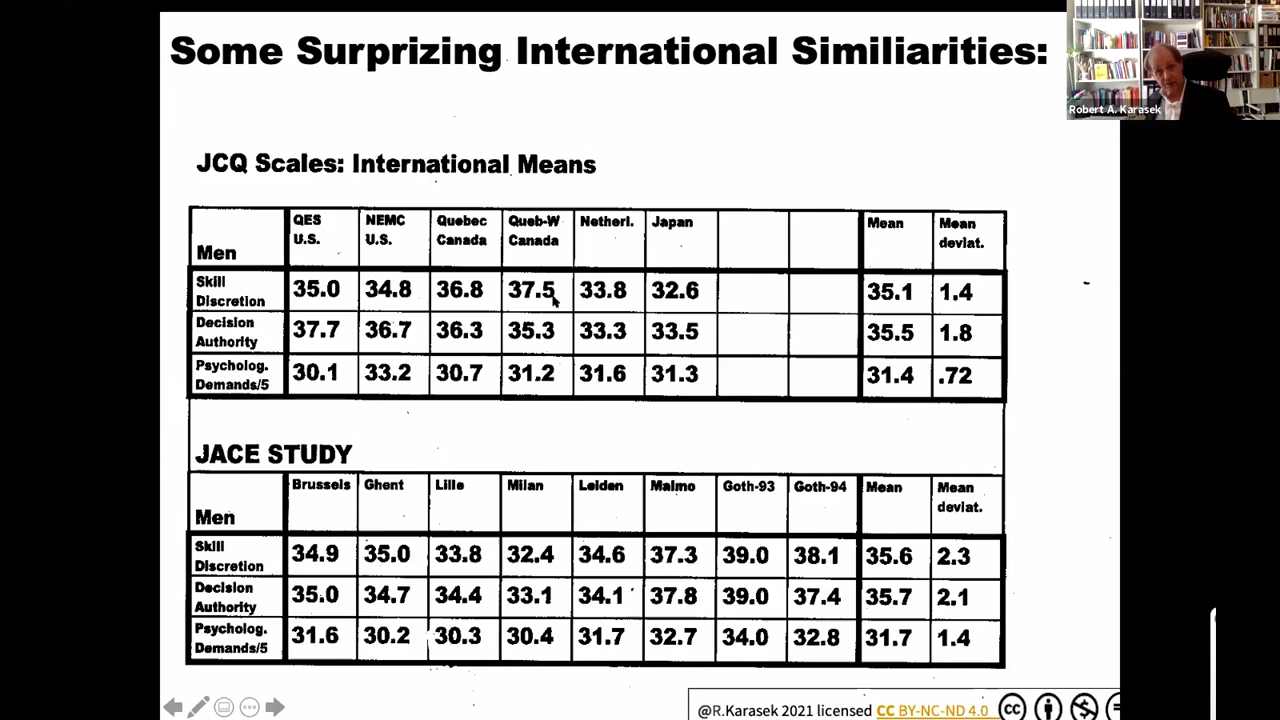 Some Surprizing International Similiarities:
Robert A. Karasek
JCQ Scales: International Means
Men QES U.S. NEMC U.S. Quebec Canada Queb-W Canada Netherl. Japan Mean Mean deviat.
Skill Discretion 35.0 34.8 36.8 37.5 33.8 32.6 35.1 1.4
Decision Authority 37.7 36.7 36.3 35.3 33.3 33.5 35.5 1.8
Psycholog. Demands/5 30.1 33.2 30.7 31.2 31.6 31.3 31.4 .72
JACE STUDY
Men Brussels Ghent Lille Milan Leiden Malmo Goth-93 Goth-94 Mean Mean deviat.
Skill Discretion 34.9 35.0 33.8 32.4 34.6 37.3 39.0 38.1 35.6 2.3
Decision Authority 35.0 34.7 34.4 33.1 34.1 37.8 39.0 37.4 35.7 2.1
Psycholog. Demands/5 31.6 30.2 30.3 30.4 31.7 32.7 34.0 32.8 31.7 1.4
@R.Karasek 2021 licensed CC BY-NC-ND 4.0 cc